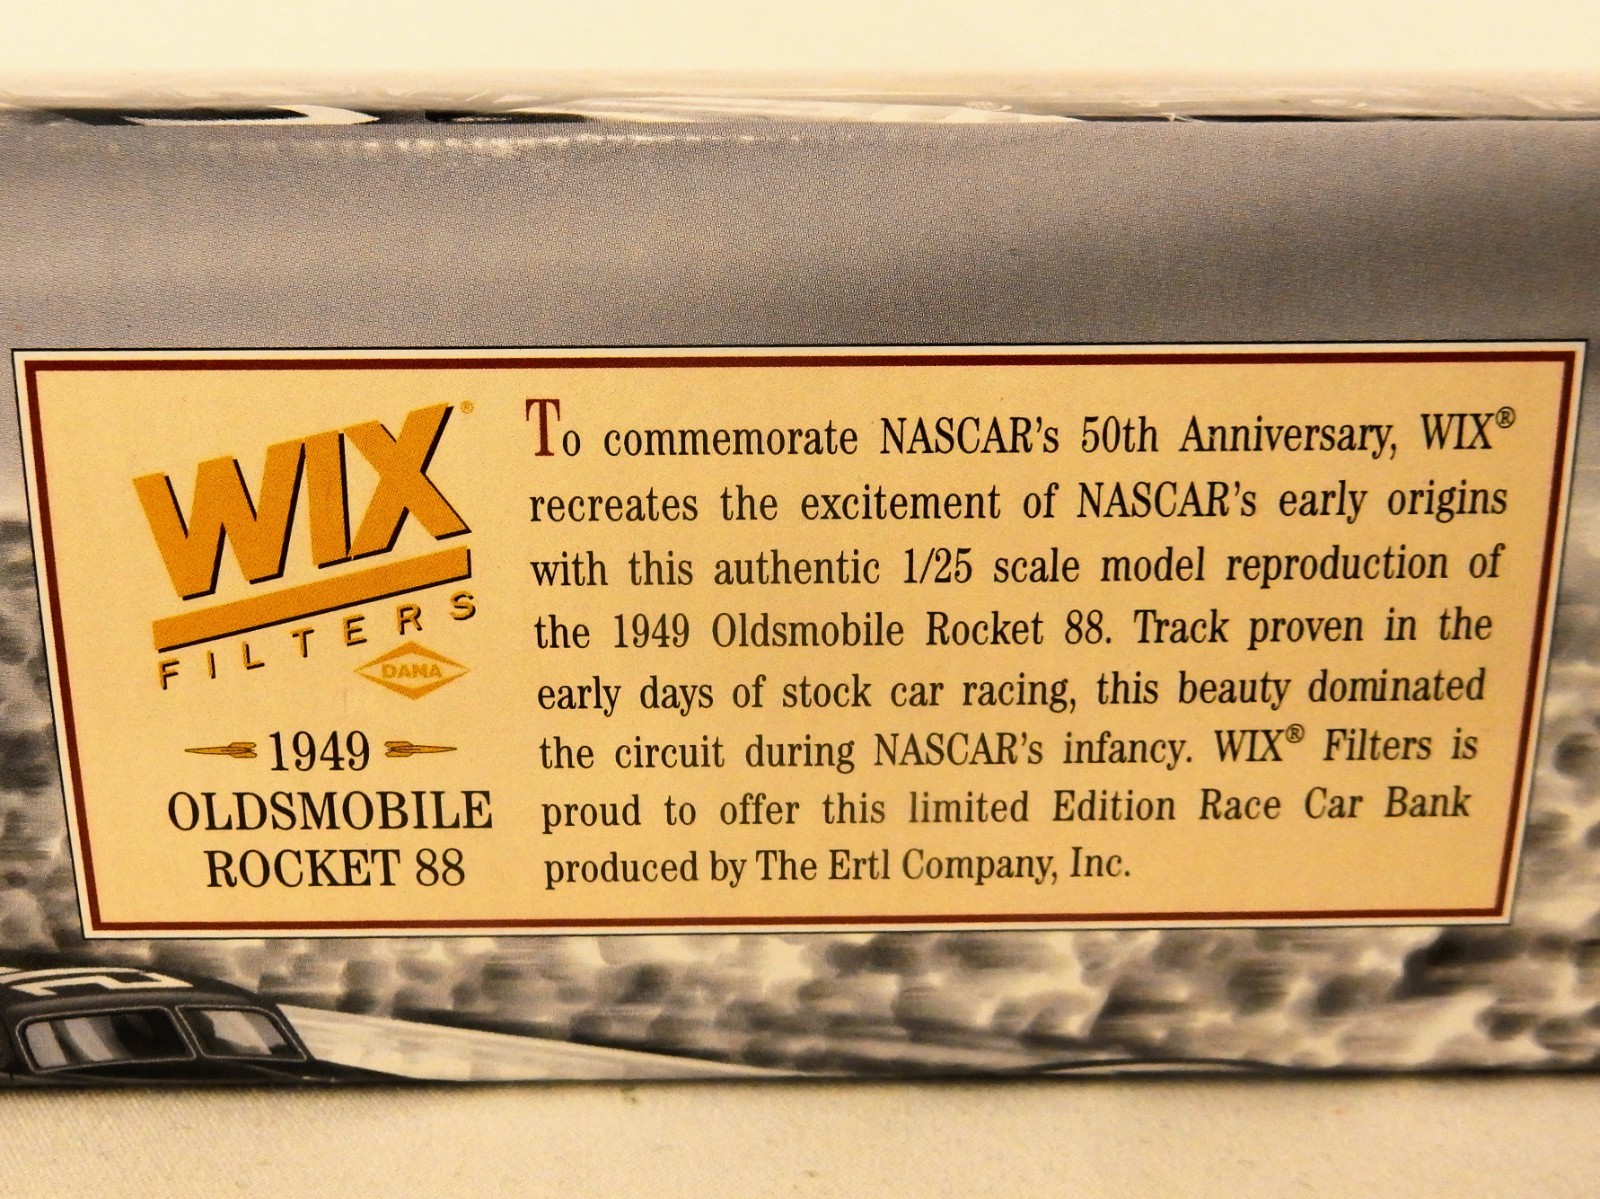 WIX®
FILTERS
DANA
1949
OLDSMOBILE
ROCKET 88
To commemorate NASCAR's 50th Anniversary, WIX®
recreates the excitement of NASCAR's early origins
with this authentic 1/25 scale model reproduction of
the 1949 Oldsmobile Rocket 88. Track proven in the
early days of stock car racing, this beauty dominated
the circuit during NASCAR's infancy. WIX® Filters is
proud to offer this limited Edition Race Car Bank
produced by The Ertl Company, Inc.